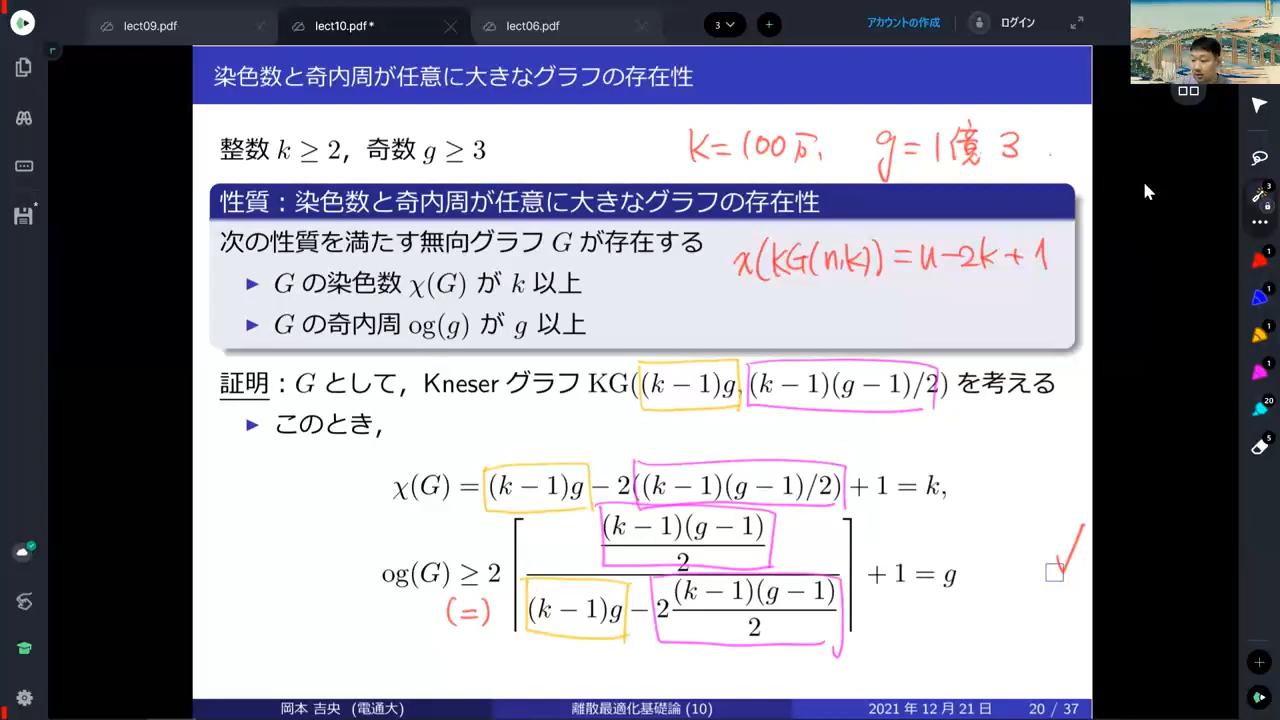 lect09.pdf
lect10.pdf *
lect06.pdf
3
アカウントの作成
ログイン
染色数と奇内周が任意に大きなグラフの存在性
整数 k ≥ 2, 奇数 g ≥ 3
k=100万, g=1億3
性質:染色数と奇内周が任意に大きなグラフの存在性
次の性質を満たす無向グラフ G が存在する
χ(KG(n,k))=n-2k+1
▶ G の染色数 χ(G) が k 以上
▶ G の奇内周 og(g) が g 以上
証明:G として,Kneser グラフ KG((k − 1)g, (k − 1)(g − 1)/2) を考える
▶ このとき,
χ(G) = (k − 1)g − 2((k − 1)(g − 1)/2) + 1 = k,
(k − 1)(g − 1)
2
og(G) ≥ 2 ⌈ ⌉ + 1 = g
(k − 1)(g − 1)
(=) (k − 1)g − 2
2
岡本 吉央 (電通大) 離散最適化基礎論 (10) 2021 年 12 月 21 日 20 / 37
3
1
1
1
1
20
5